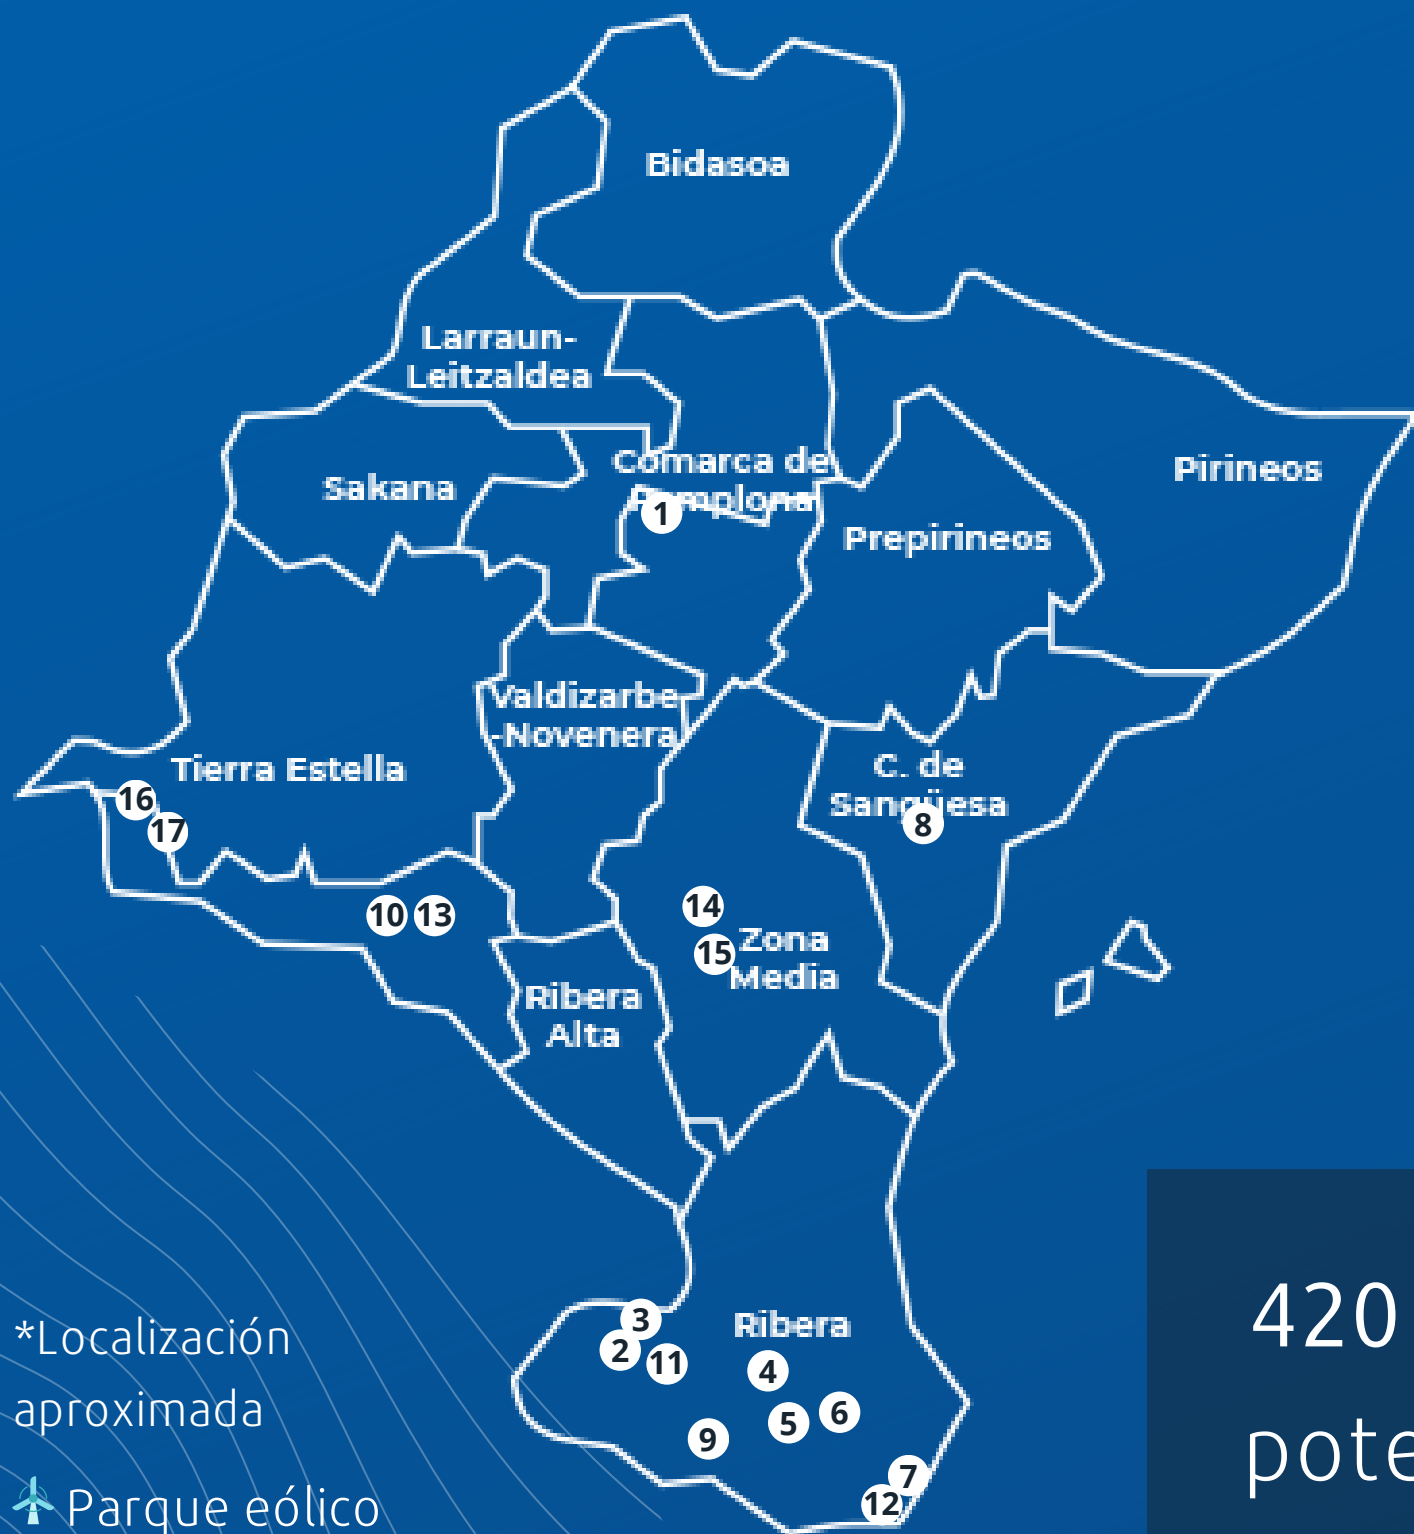 Bidasoa
Larraun-
Leitzaldea
Comarca de
Pamplona
Sakana
Pirineos
1
Prepirineos
Valdizarbe
-Novenera
Tierra Estella
C. de
Sangüesa
16
17
8
14
10 13
15
Zona
Media
Ribera
Alta
3
Ribera
2
11
4
6
5
9
7
12
*Localización
aproximada
Parque eólico
420
pote